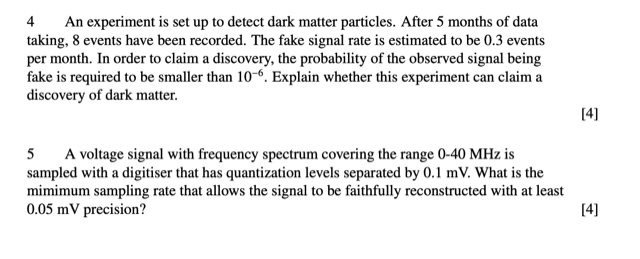 4 An experiment is set up to detect dark matter particles. After 5 months of data
taking, 8 events have been recorded. The fake signal rate is estimated to be 0.3 events
per month. In order to claim a discovery, the probability of the observed signal being
fake is required to be smaller than 10⁻⁶. Explain whether this experiment can claim a
discovery of dark matter.
[4]
5 A voltage signal with frequency spectrum covering the range 0-40 MHz is
sampled with a digitiser that has quantization levels separated by 0.1 mV. What is the
mimimum sampling rate that allows the signal to be faithfully reconstructed with at least
0.05 mV precision? [4]